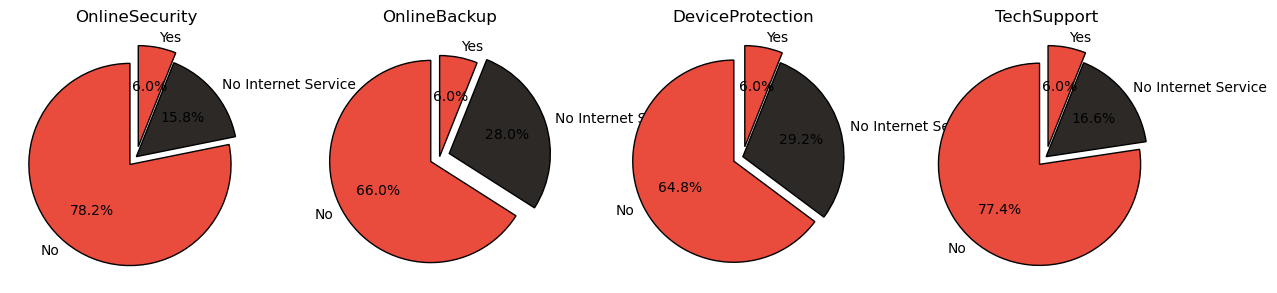 OnlineSecurity
Yes
No Internet Service
6.0%
15.8%
78.2%
No
OnlineBackup
Yes
No Internet S
6.0%
28.0%
66.0%
No
DeviceProtection
Yes
No Internet Se
6.0%
29.2%
64.8%
No
TechSupport
Yes
No Internet Service
6.0%
16.6%
77.4%
No